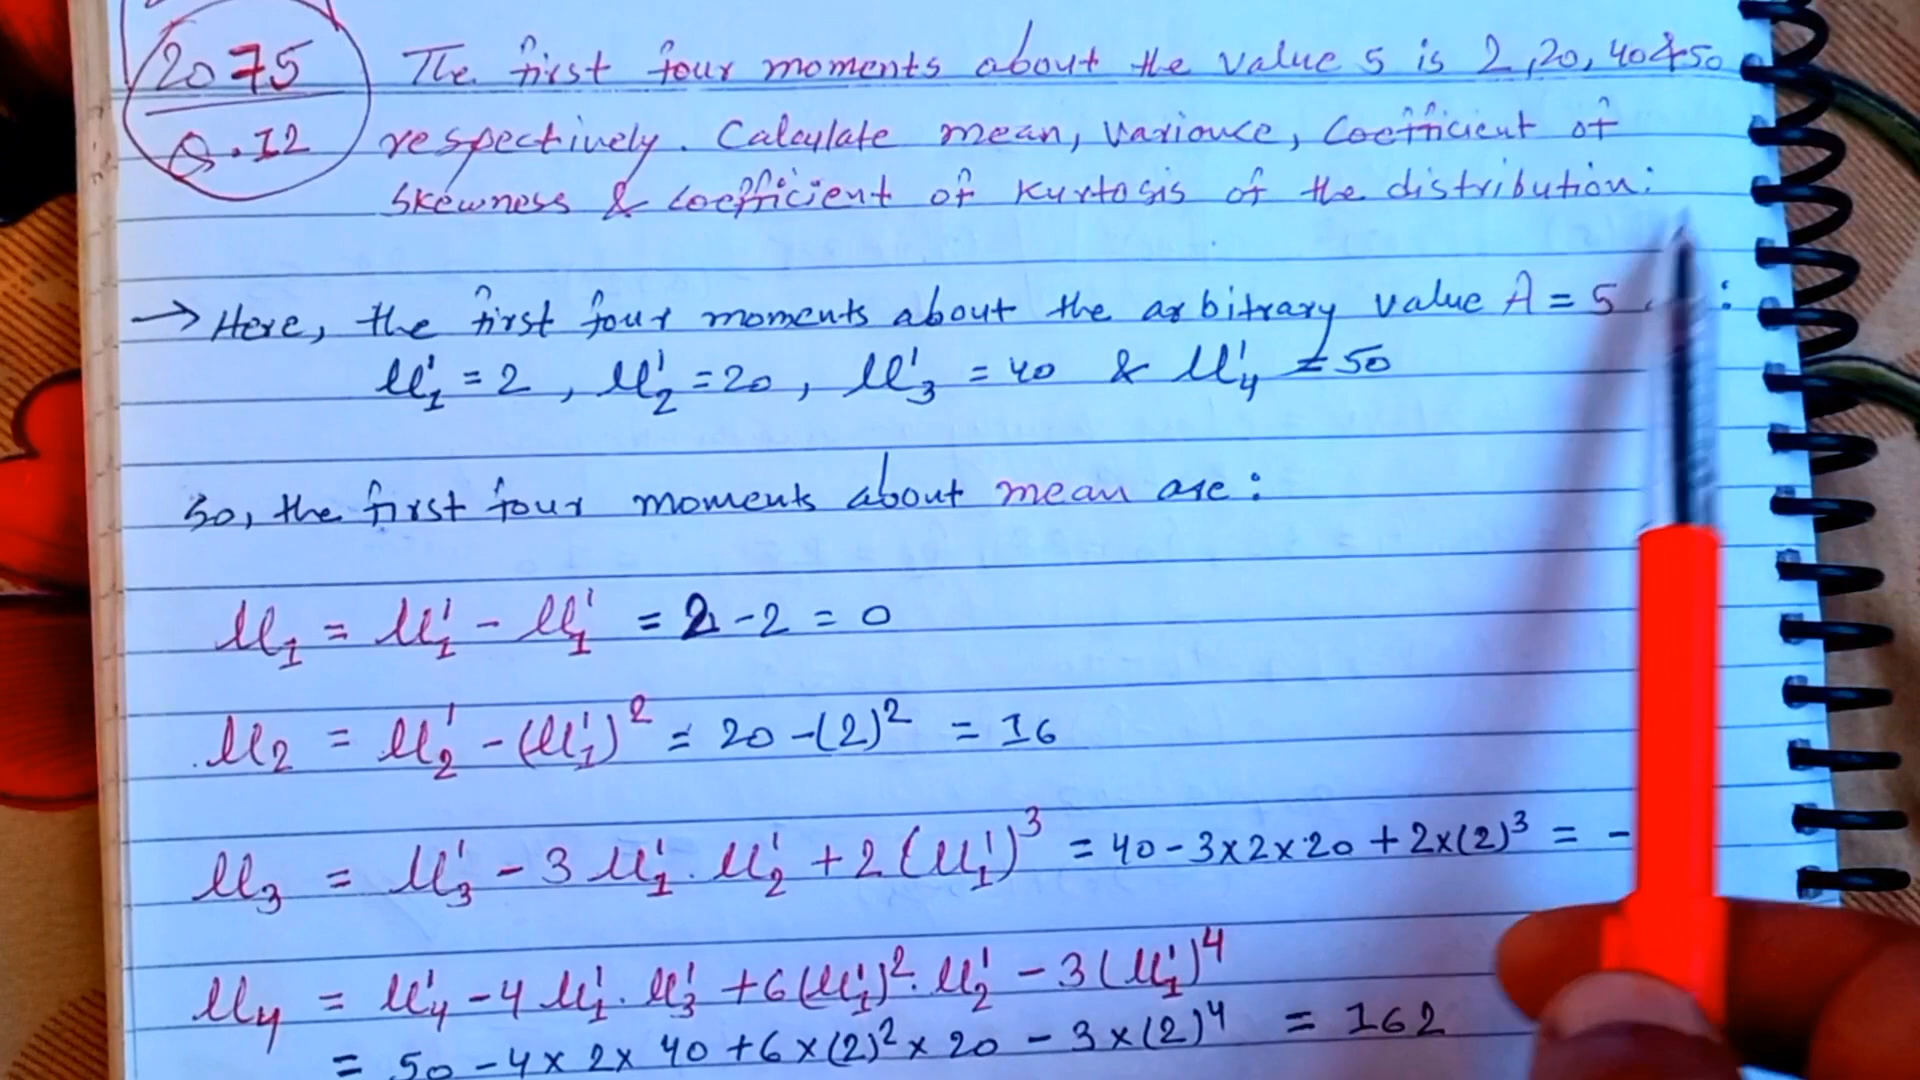 2075
Q.12
The first four moments about the value 5 is 2, 20, 40 & 50
respectively. Calculate mean, variance, Coefficient of
Skewness & Coefficient of Kurtosis of the distribution:
→ Here, the first four moments about the arbitrary value A = 5 :
μ'₁ = 2, μ'₂ = 20, μ'₃ = 40 & μ'₄ = 50
So, the first four moments about mean are:
μ₁ = μ'₁ - μ'₁ = 2 - 2 = 0
μ₂ = μ'₂ - (μ'₁)² = 20 - (2)² = 16
μ₃ = μ'₃ - 3 μ'₁ . μ'₂ + 2 (μ'₁)³ = 40 - 3x2x20 + 2x(2)³ = -
μ₄ = μ'₄ - 4 μ'₁ . μ'₃ + 6 (μ'₁)² . μ'₂ - 3 (μ'₁)⁴
= 50 - 4x 2x 40 + 6 x (2)² x 20 - 3 x (2)⁴ = 162